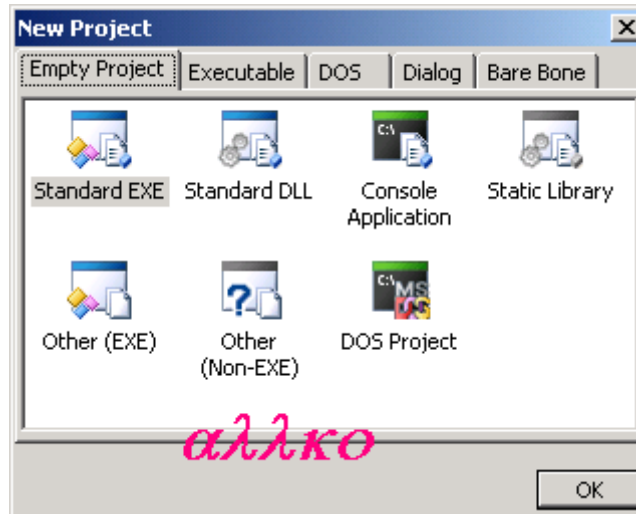 New Project
Empty Project Executable DOS Dialog Bare Bone
Standard EXE Standard DLL Console Application Static Library
Other (EXE) Other (Non-EXE) DOS Project
αλλκο
OK